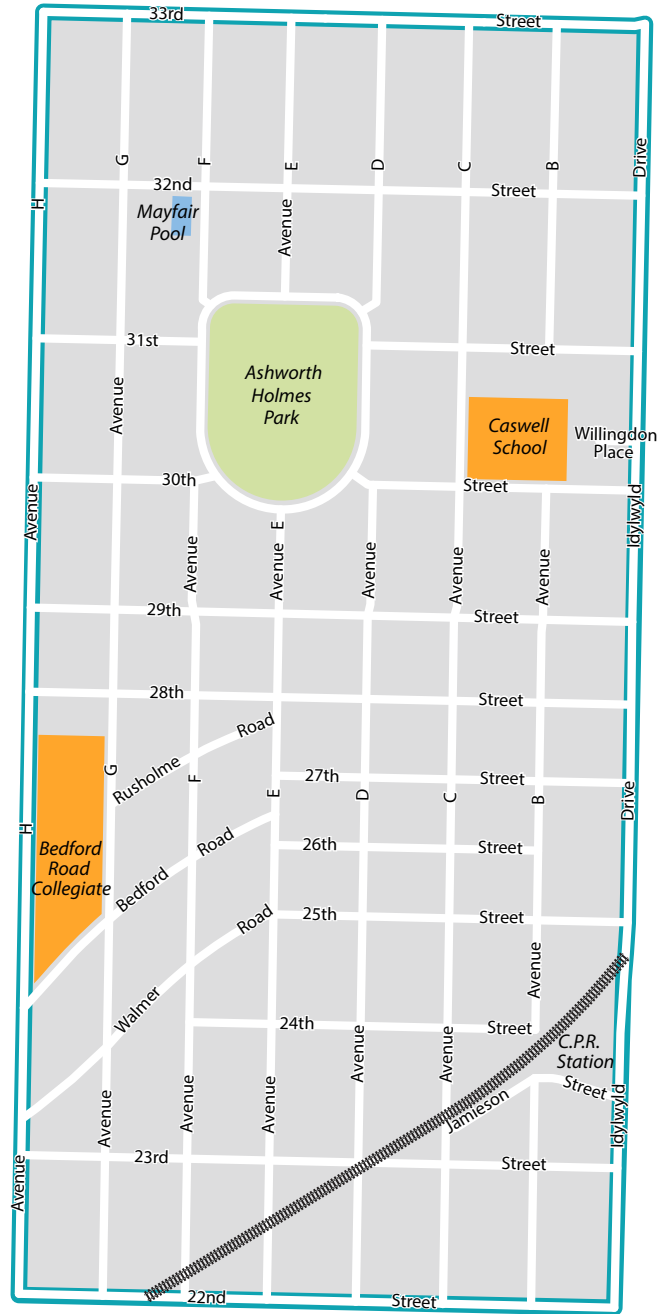 33rd
Street
G
F
E
D
C
B
Drive
32nd
Street
H
Mayfair
Pool
Avenue
31st
Street
Ashworth
Holmes
Park
Avenue
Caswell
School
Willingdon
Place
30th
Street
Avenue
Idylwyld
E
Avenue
Avenue
Avenue
Avenue
Avenue
29th
Street
28th
Street
Rusholme
Road
G
F
E
D
C
B
27th
Street
Drive
H
Bedford
Road
Collegiate
Bedford
Road
26th
Street
Walmer
Road
25th
Street
Avenue
24th
Street
C.P.R.
Station
Avenue
Avenue
Jamieson
Street
Idylwyld
Avenue
Avenue
Avenue
23rd
Street
Avenue
22nd
Street